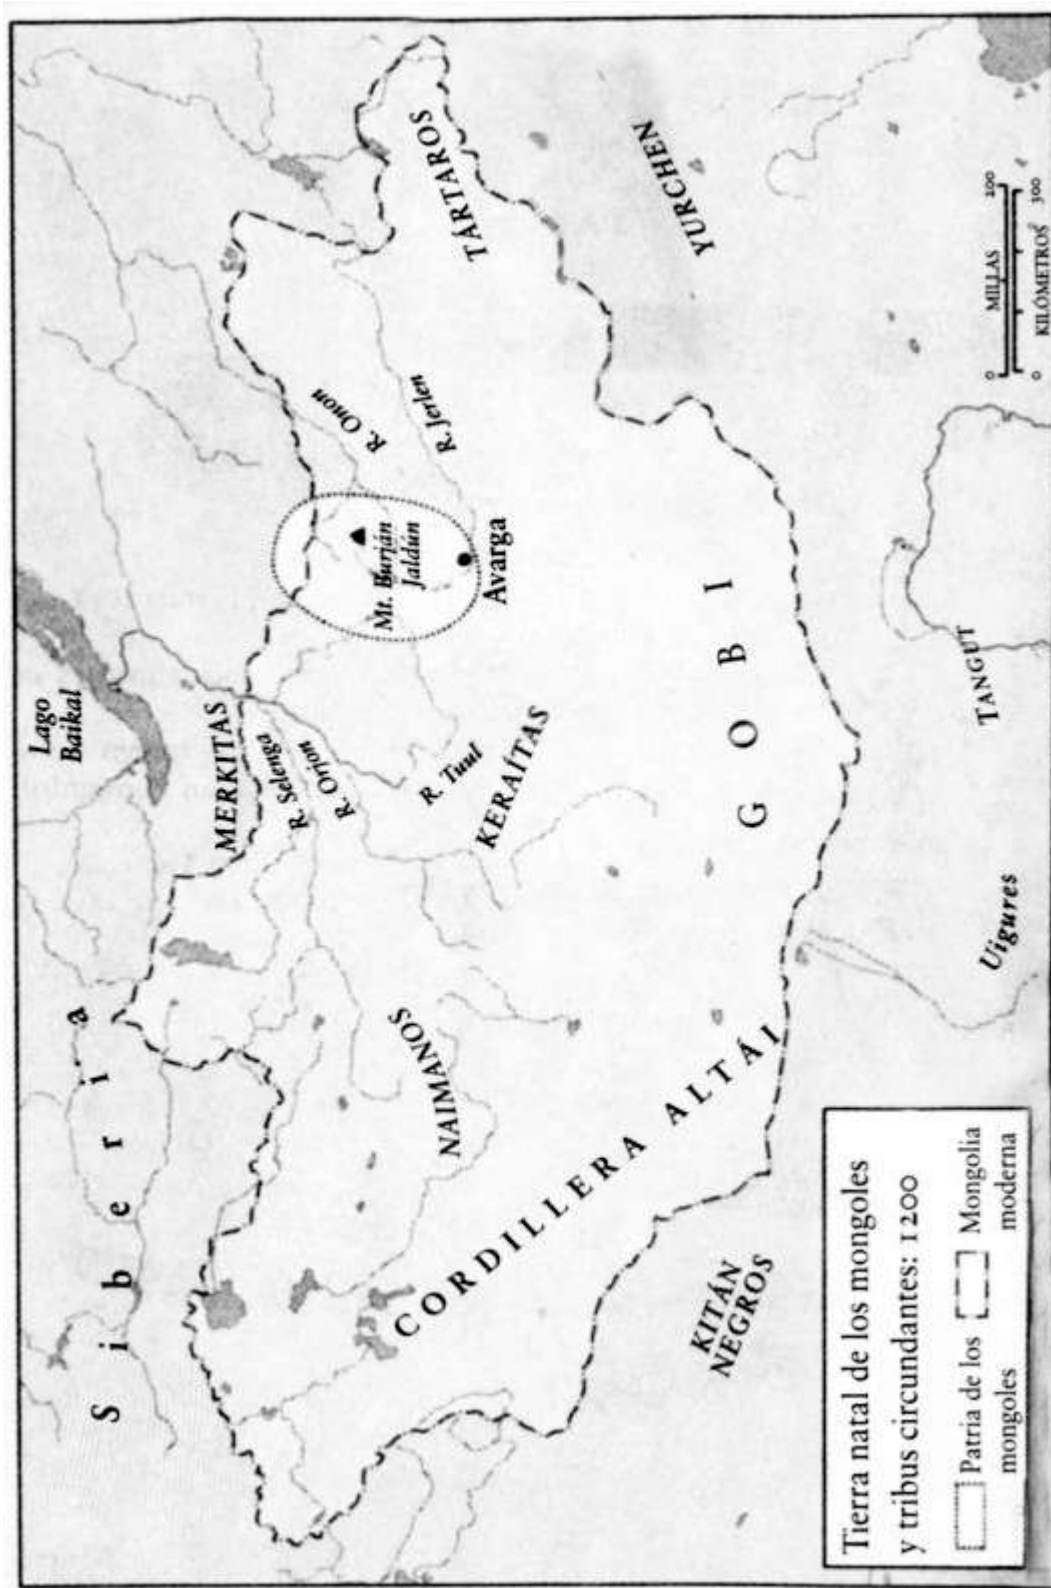 Siberia
Lago
Baikal
MERKITAS
R. Selenga
R. Orjon
R. Tuul
KERAÍTAS
NAIMANOS
R. Onon
R. Jerlen
Mt. Burján
Jaldún
Avarga
TÁRTAROS
YURCHEN
GOBI
CORDILLERA ALTÁI
KITÁN
NEGROS
Uigures
TANGUT
Tierra natal de los mongoles
y tribus circundantes: 1200
Patria de los
mongoles
Mongolia
moderna
0 MILLAS 200
0 KILÓMETROS 300